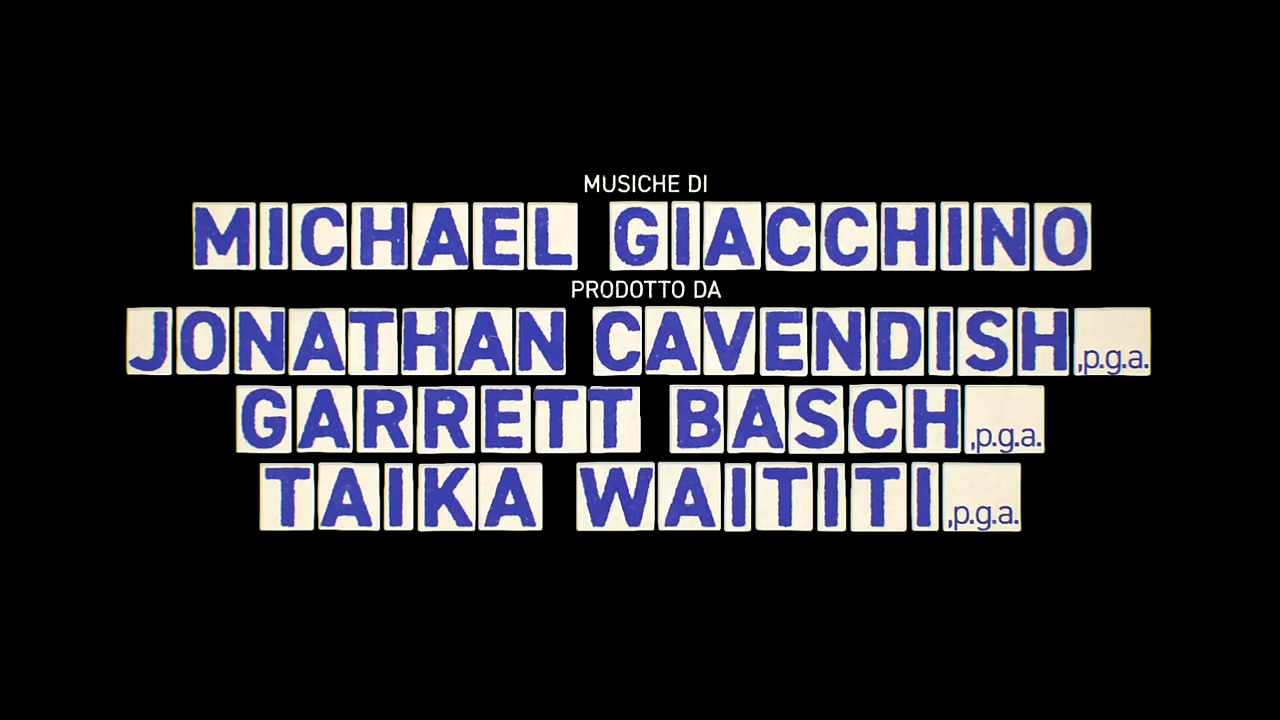 MUSICHE DI
MICHAEL GIACCHINO
PRODOTTO DA
JONATHAN CAVENDISH,p.g.a.
GARRETT BASCH,p.g.a.
TAIKA WAITITI,p.g.a.